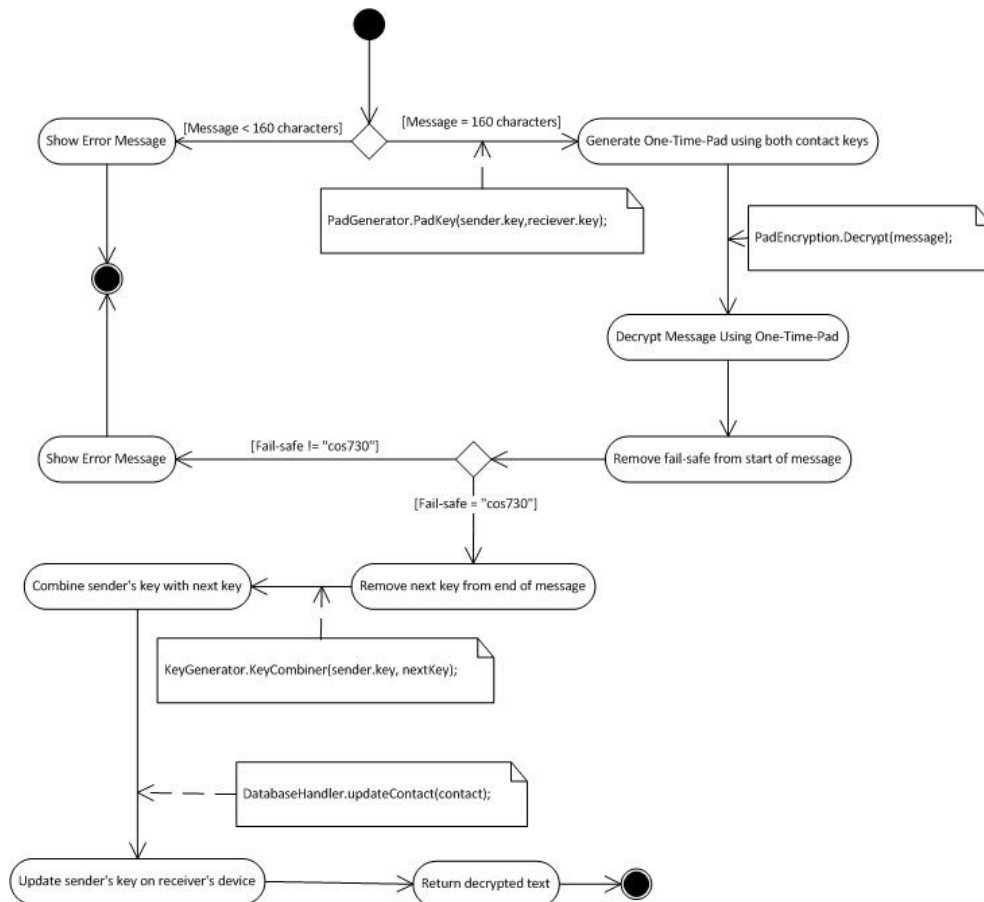 [Message < 160 characters]
[Message = 160 characters]
Show Error Message
Generate One-Time-Pad using both contact keys
PadGenerator.PadKey(sender.key,reciever.key);
PadEncryption.Decrypt(message);
Decrypt Message Using One-Time-Pad
[Fail-safe != "cos730"]
Show Error Message
Remove fail-safe from start of message
[Fail-safe = "cos730"]
Combine sender's key with next key
Remove next key from end of message
KeyGenerator.KeyCombiner(sender.key, nextKey);
DatabaseHandler.updateContact(contact);
Update sender's key on receiver's device
Return decrypted text